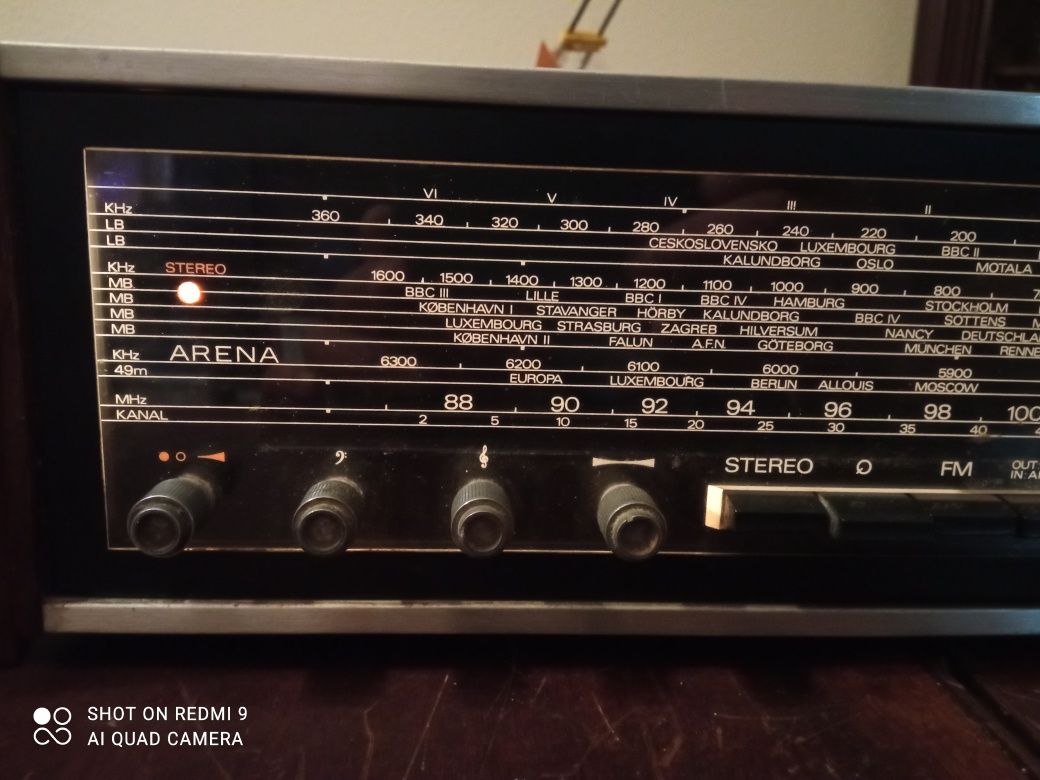 VI V IV III II
KHz 360 340 320 300 280 260 240 220 200
LB CESKOSLOVENSKO LUXEMBOURG BBC II
LB KALUNDBORG OSLO MOTALA
KHz 1600 1500 1400 1300 1200 1100 1000 900 800
STEREO
MB BBC III LILLE BBC I BBC IV HAMBURG STOCKHOLM
MB KØBENHAVN I STAVANGER HÖRBY KALUNDBORG BBC IV SOTTENS
MB LUXEMBOURG STRASBURG ZAGREB HILVERSUM NANCY DEUTSCHLA
MB KØBENHAVN II FALUN A.F.N. GÖTEBORG MÜNCHEN RENNE
ARENA
KHz 6300 6200 6100 6000 5900
49m EUROPA LUXEMBOURG BERLIN ALLOUIS MOSCOW
MHz 88 90 92 94 96 98 100
KANAL 2 5 10 15 20 25 30 35 40
STEREO FM OUT:
IN:A
SHOT ON REDMI 9
AI QUAD CAMERA